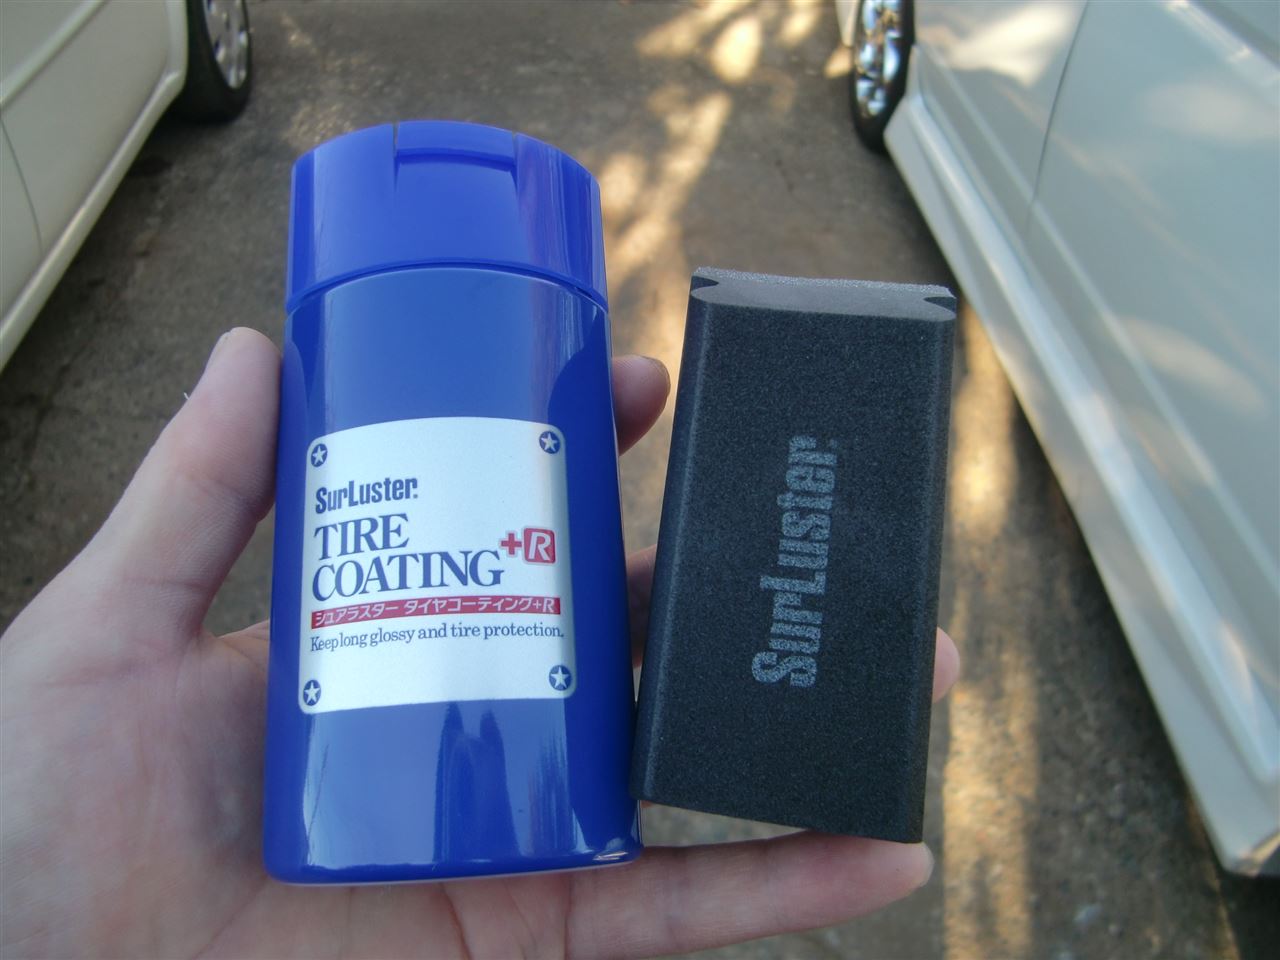 SurLuster.
TIRE
COATING+R
シュアラスター タイヤコーティング+R
Keep long glossy and tire protection.
SurLuster